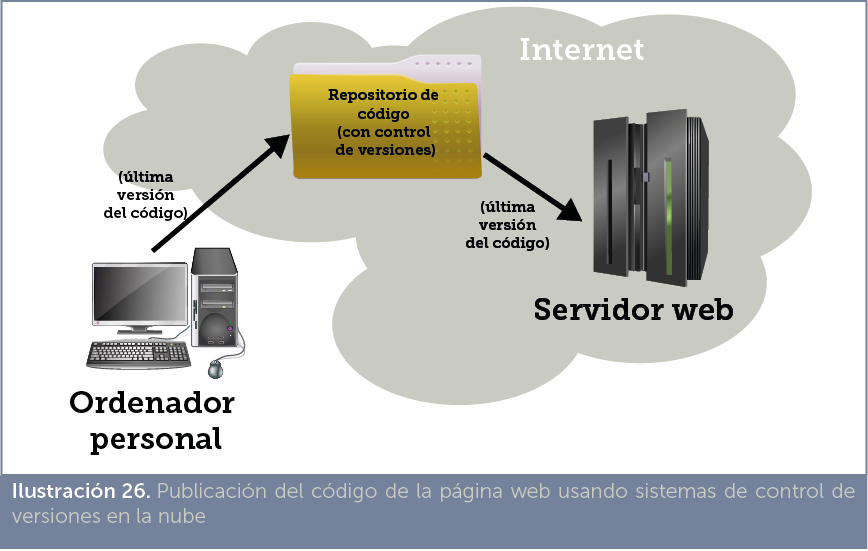 Internet
Repositorio de
código
(con control
de versiones)
(última
versión
del código)
(última
versión
del código)
Servidor web
Ordenador
personal
Ilustración 26. Publicación del código de la página web usando sistemas de control de
versiones en la nube